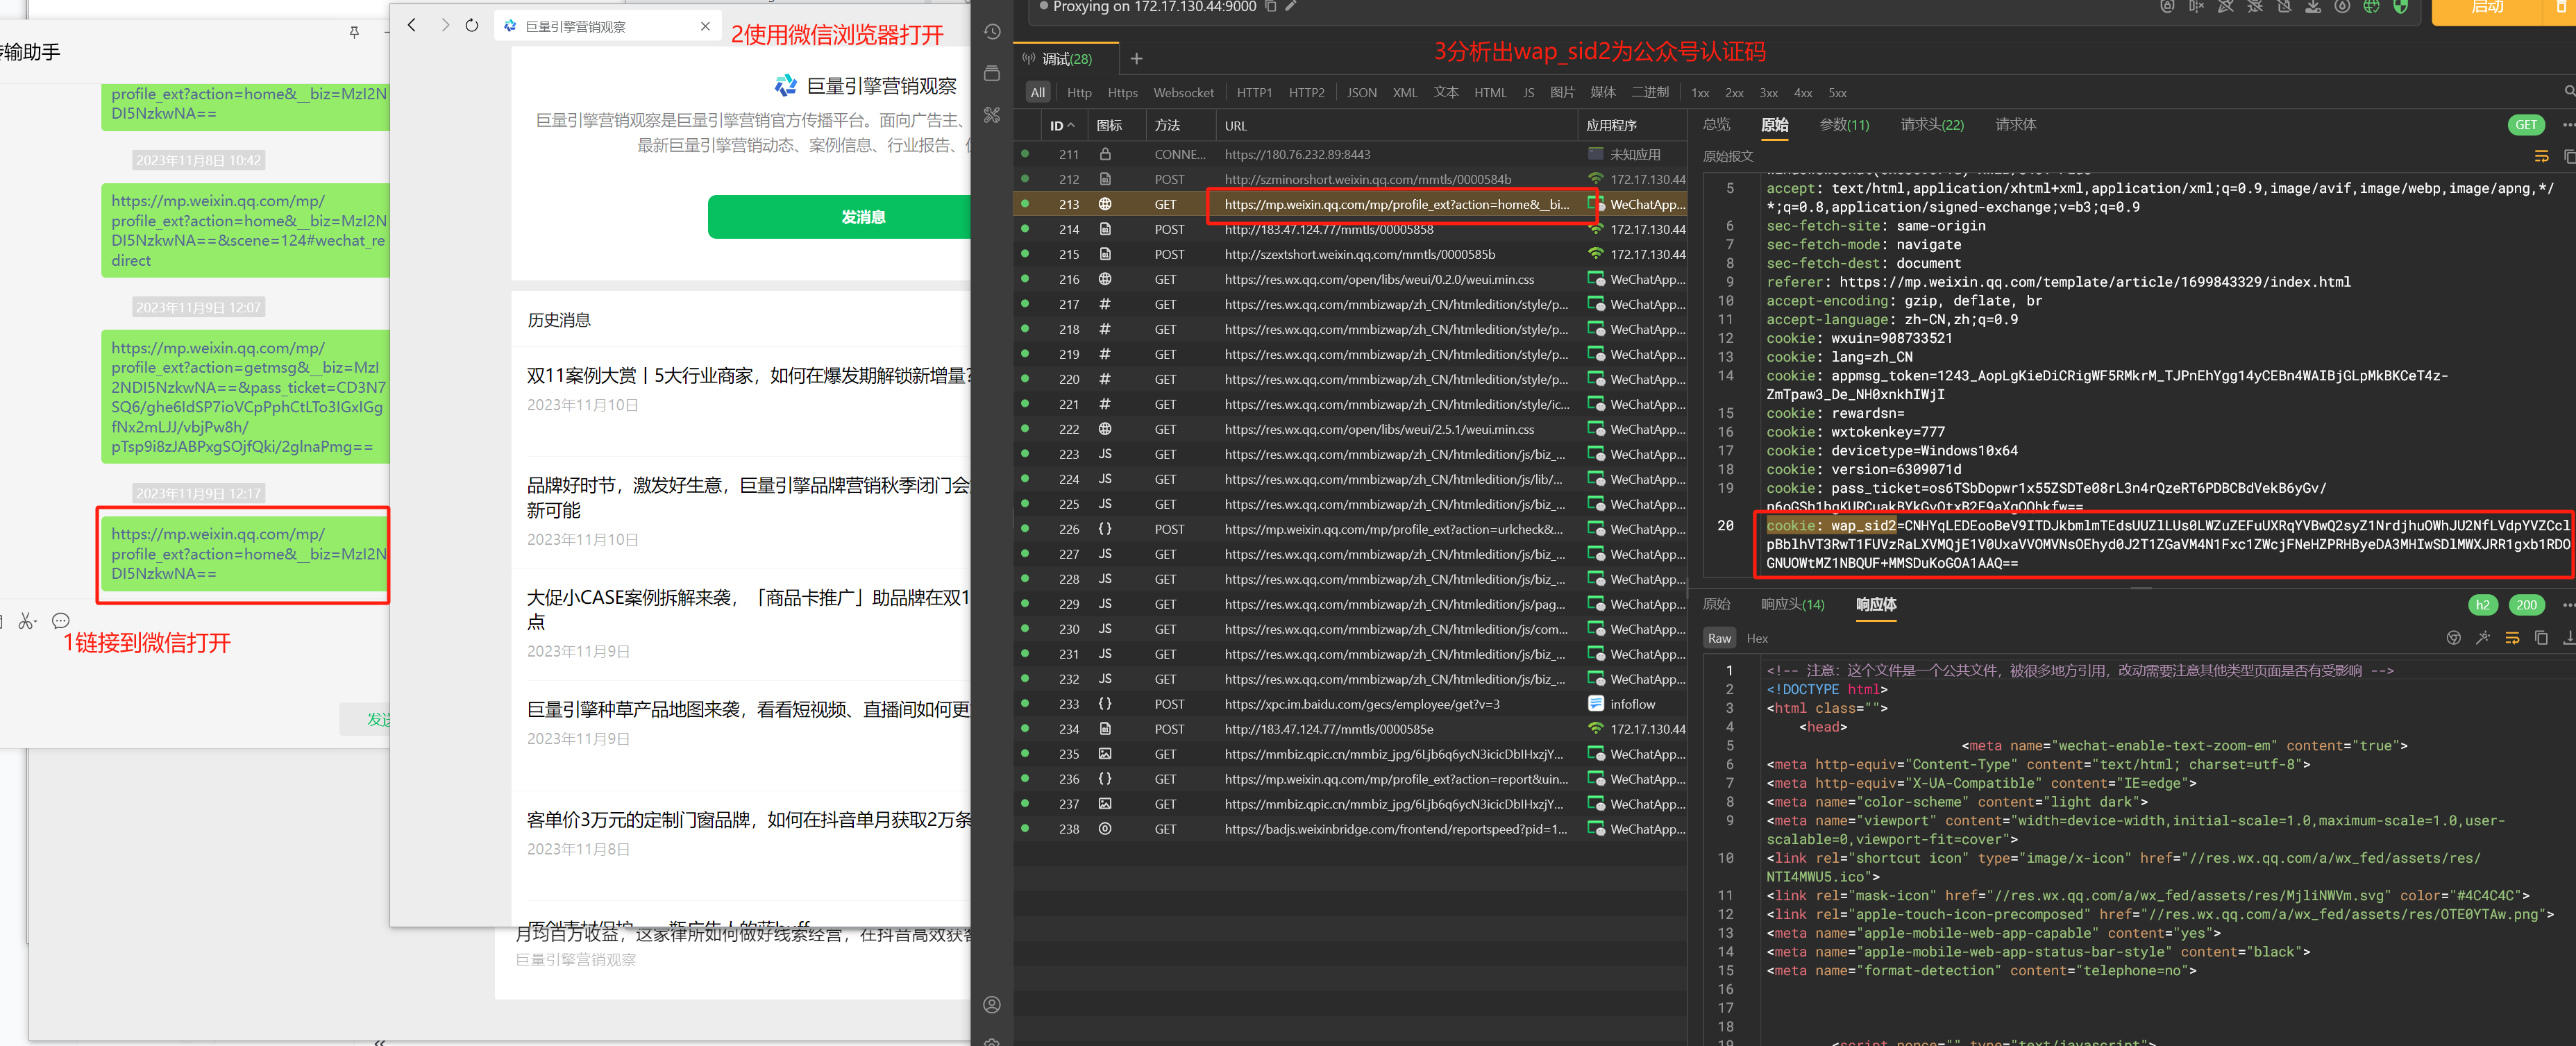 传输助手
profile_ext?action=home&__biz=MzI2N
DI5NzkwNA==
2023年11月8日 10:42
https://mp.weixin.qq.com/mp/
profile_ext?action=home&__biz=MzI2N
DI5NzkwNA==&scene=124#wechat_re
direct
2023年11月9日 12:07
https://mp.weixin.qq.com/mp/
profile_ext?action=getmsg&__biz=MzI
2NDI5NzkwNA==&pass_ticket=CD3N7
SQ6/ghe6IdSP7ioVCpPphCtLTo3IGxIGg
fNx2mLJJ/vbjPw8h/
pTsp9i8zJABPxgSOjfQki/2glnaPmg==
2023年11月9日 12:17
https://mp.weixin.qq.com/mp/
profile_ext?action=home&__biz=MzI2N
DI5NzkwNA==
1链接到微信打开
发送
巨量引擎营销观察
2使用微信浏览器打开
巨量引擎营销观察
巨量引擎营销观察是巨量引擎营销官方传播平台。面向广告主、
最新巨量引擎营销动态、案例信息、行业报告、
发消息
历史消息
双11案例大赏丨5大行业商家，如何在爆发期解锁新增量?
2023年11月10日
品牌好时节，激发好生意，巨量引擎品牌营销秋季闭门会
新可能
2023年11月10日
大促小CASE案例拆解来袭，「商品卡推广」助品牌在双1
点
2023年11月9日
巨量引擎种草产品地图来袭，看看短视频、直播间如何更
2023年11月9日
客单价3万元的定制门窗品牌，如何在抖音单月获取2万条
2023年11月8日
月均百万收益，这家律所如何做好线索经营，在抖音高效获客
巨量引擎营销观察
Proxying on 172.17.130.44:9000
启动
3分析出wap_sid2为公众号认证码
调试(28)
All Http Https Websocket HTTP1 HTTP2 JSON XML 文本 HTML JS 图片 媒体 二进制 1xx 2xx 3xx 4xx 5xx
ID 图标 方法 URL 应用程序
211 CONNE... https://180.76.232.89:8443 未知应用
212 POST http://szminorshort.weixin.qq.com/mmtls/0000584b 172.17.130.44
213 GET https://mp.weixin.qq.com/mp/profile_ext?action=home&__bi... WeChatApp...
214 POST http://183.47.124.77/mmtls/00005858 172.17.130.44
215 POST http://szextshort.weixin.qq.com/mmtls/0000585b 172.17.130.44
216 GET https://res.wx.qq.com/open/libs/weui/0.2.0/weui.min.css WeChatApp...
217 # GET https://res.wx.qq.com/mmbizwap/zh_CN/htmledition/style/p... WeChatApp...
218 # GET https://res.wx.qq.com/mmbizwap/zh_CN/htmledition/style/p... WeChatApp...
219 # GET https://res.wx.qq.com/mmbizwap/zh_CN/htmledition/style/p... WeChatApp...
220 # GET https://res.wx.qq.com/mmbizwap/zh_CN/htmledition/style/p... WeChatApp...
221 # GET https://res.wx.qq.com/mmbizwap/zh_CN/htmledition/style/ic... WeChatApp...
222 GET https://res.wx.qq.com/open/libs/weui/2.5.1/weui.min.css WeChatApp...
223 JS GET https://res.wx.qq.com/mmbizwap/zh_CN/htmledition/js/biz_... WeChatApp...
224 JS GET https://res.wx.qq.com/mmbizwap/zh_CN/htmledition/js/lib/... WeChatApp...
225 JS GET https://res.wx.qq.com/mmbizwap/zh_CN/htmledition/js/biz_... WeChatApp...
226 {} POST https://mp.weixin.qq.com/mp/profile_ext?action=urlcheck&... WeChatApp...
227 JS GET https://res.wx.qq.com/mmbizwap/zh_CN/htmledition/js/biz_... WeChatApp...
228 JS GET https://res.wx.qq.com/mmbizwap/zh_CN/htmledition/js/biz_... WeChatApp...
229 JS GET https://res.wx.qq.com/mmbizwap/zh_CN/htmledition/js/pag... WeChatApp...
230 JS GET https://res.wx.qq.com/mmbizwap/zh_CN/htmledition/js/com... WeChatApp...
231 JS GET https://res.wx.qq.com/mmbizwap/zh_CN/htmledition/js/biz_... WeChatApp...
232 JS GET https://res.wx.qq.com/mmbizwap/zh_CN/htmledition/js/biz_... WeChatApp...
233 {} POST https://xpc.im.baidu.com/gecs/employee/get?v=3 infoflow
234 POST http://183.47.124.77/mmtls/0000585e 172.17.130.44
235 GET https://mmbiz.qpic.cn/mmbiz_jpg/6Ljb6q6ycN3icicDbIHxzjY... WeChatApp...
236 {} GET https://mp.weixin.qq.com/mp/profile_ext?action=report&uin... WeChatApp...
237 GET https://mmbiz.qpic.cn/mmbiz_jpg/6Ljb6q6ycN3icicDbIHxzjY... WeChatApp...
238 GET https://badjs.weixinbridge.com/frontend/reportspeed?pid=1... WeChatApp...
总览 原始 参数(11) 请求头(22) 请求体 GET
原始报文
5 accept: text/html,application/xhtml+xml,application/xml;q=0.9,image/avif,image/webp,image/apng,*/
*;q=0.8,application/signed-exchange;v=b3;q=0.9
6 sec-fetch-site: same-origin
7 sec-fetch-mode: navigate
8 sec-fetch-dest: document
9 referer: https://mp.weixin.qq.com/template/article/1699843329/index.html
10 accept-encoding: gzip, deflate, br
11 accept-language: zh-CN,zh;q=0.9
12 cookie: wxuin=908733521
13 cookie: lang=zh_CN
14 cookie: appmsg_token=1243_AopLgKieDiCRigWF5RMkrM_TJPnEhYgg14yCEBn4WAIBjGLpMkBKCeT4z-
ZmTpaw3_De_NH0xnkhIWjI
15 cookie: rewardsn=
16 cookie: wxtokenkey=777
17 cookie: devicetype=Windows10x64
18 cookie: version=6309071d
19 cookie: pass_ticket=os6TSbDopwr1x55ZSDTe08rL3n4rQzeRT6PDBCBdVekB6yGv/
20 cookie: wap_sid2=CNHYqLEDEooBeV9ITDJkbmlmTEdsUUZlLUs0LWZuZEFuUXRqYVBwQ2syZ1NrdjhuOWhJU2NfLVdpYVZCcl
pBblhVT3RwT1FUVzRaLXVMQjE1V0UxaVVOMVNsOEhyd0J2T1ZGaVM4N1Fxc1ZWcjFNeHZPRHByeDA3MHIwSDlMWXJRR1gxb1RDO
GNUOWtMZ1NBQUF+MMSDuKoGOA1AAQ==
原始 响应头(14) 响应体 h2 200
Raw Hex
1 <!-- 注意：这个文件是一个公共文件，被很多地方引用，改动需要注意其他类型页面是否有受影响 -->
2 <!DOCTYPE html>
3 <html class="">
4 <head>
5 <meta name="wechat-enable-text-zoom-em" content="true">
6 <meta http-equiv="Content-Type" content="text/html; charset=utf-8">
7 <meta http-equiv="X-UA-Compatible" content="IE=edge">
8 <meta name="color-scheme" content="light dark">
9 <meta name="viewport" content="width=device-width,initial-scale=1.0,maximum-scale=1.0,user-
scalable=0,viewport-fit=cover">
10 <link rel="shortcut icon" type="image/x-icon" href="//res.wx.qq.com/a/wx_fed/assets/res/
NTI4MWU5.ico">
11 <link rel="mask-icon" href="//res.wx.qq.com/a/wx_fed/assets/res/MjliNWVm.svg" color="#4C4C4C">
12 <link rel="apple-touch-icon-precomposed" href="//res.wx.qq.com/a/wx_fed/assets/res/OTE0YTAw.png">
13 <meta name="apple-mobile-web-app-capable" content="yes">
14 <meta name="apple-mobile-web-app-status-bar-style" content="black">
15 <meta name="format-detection" content="telephone=no">
16
17
18